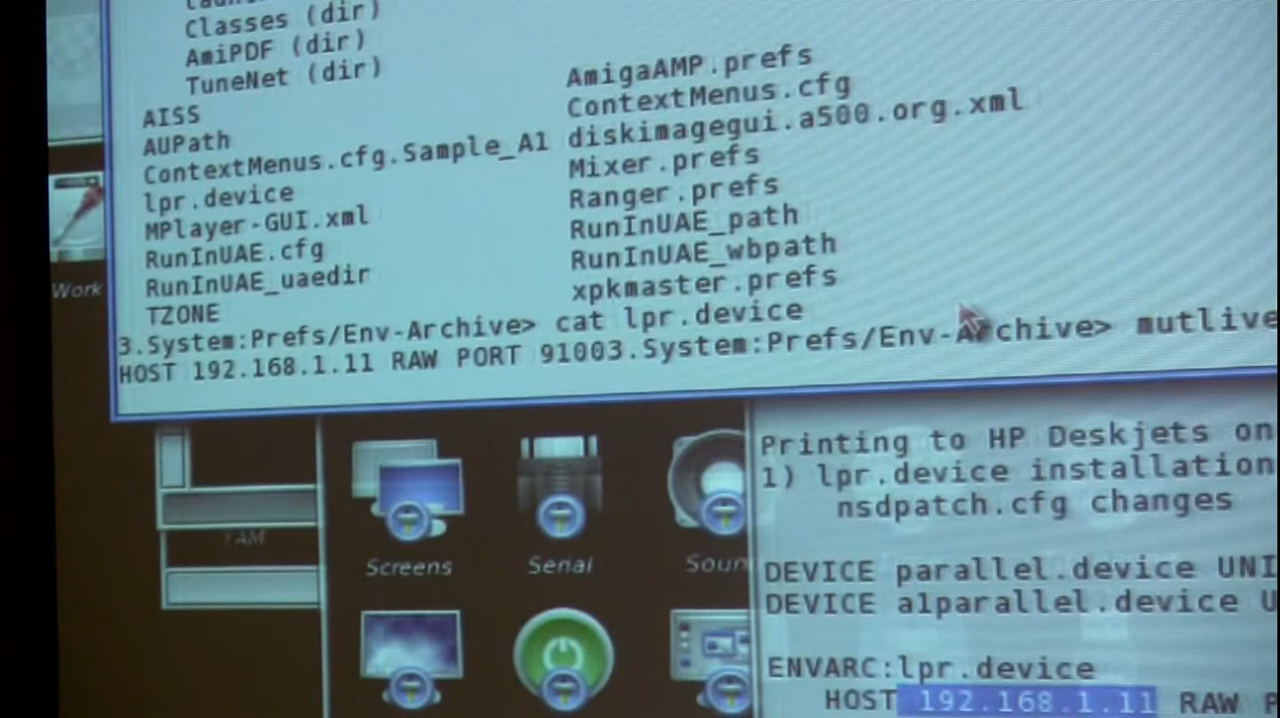 Classes (dir)
AmiPDF (dir)
TuneNet (dir)
AISS AmigaAMP.prefs
AUPath ContextMenus.cfg
ContextMenus.cfg.Sample_A1 diskimagegui.a500.org.xml
lpr.device Mixer.prefs
MPlayer-GUI.xml Ranger.prefs
RunInUAE.cfg RunInUAE_path
RunInUAE_uaedir RunInUAE_wbpath
TZONE xpkmaster.prefs
3.System:Prefs/Env-Archive> cat lpr.device
HOST 192.168.1.11 RAW PORT 91003.System:Prefs/Env-Archive> mutlive
Work
YAM
Screens
Serial
Soun
Printing to HP Deskjets on
1) lpr.device installation
nsdpatch.cfg changes
DEVICE parallel.device UNI
DEVICE a1parallel.device U
ENVARC:lpr.device
HOST 192.168.1.11 RAW P